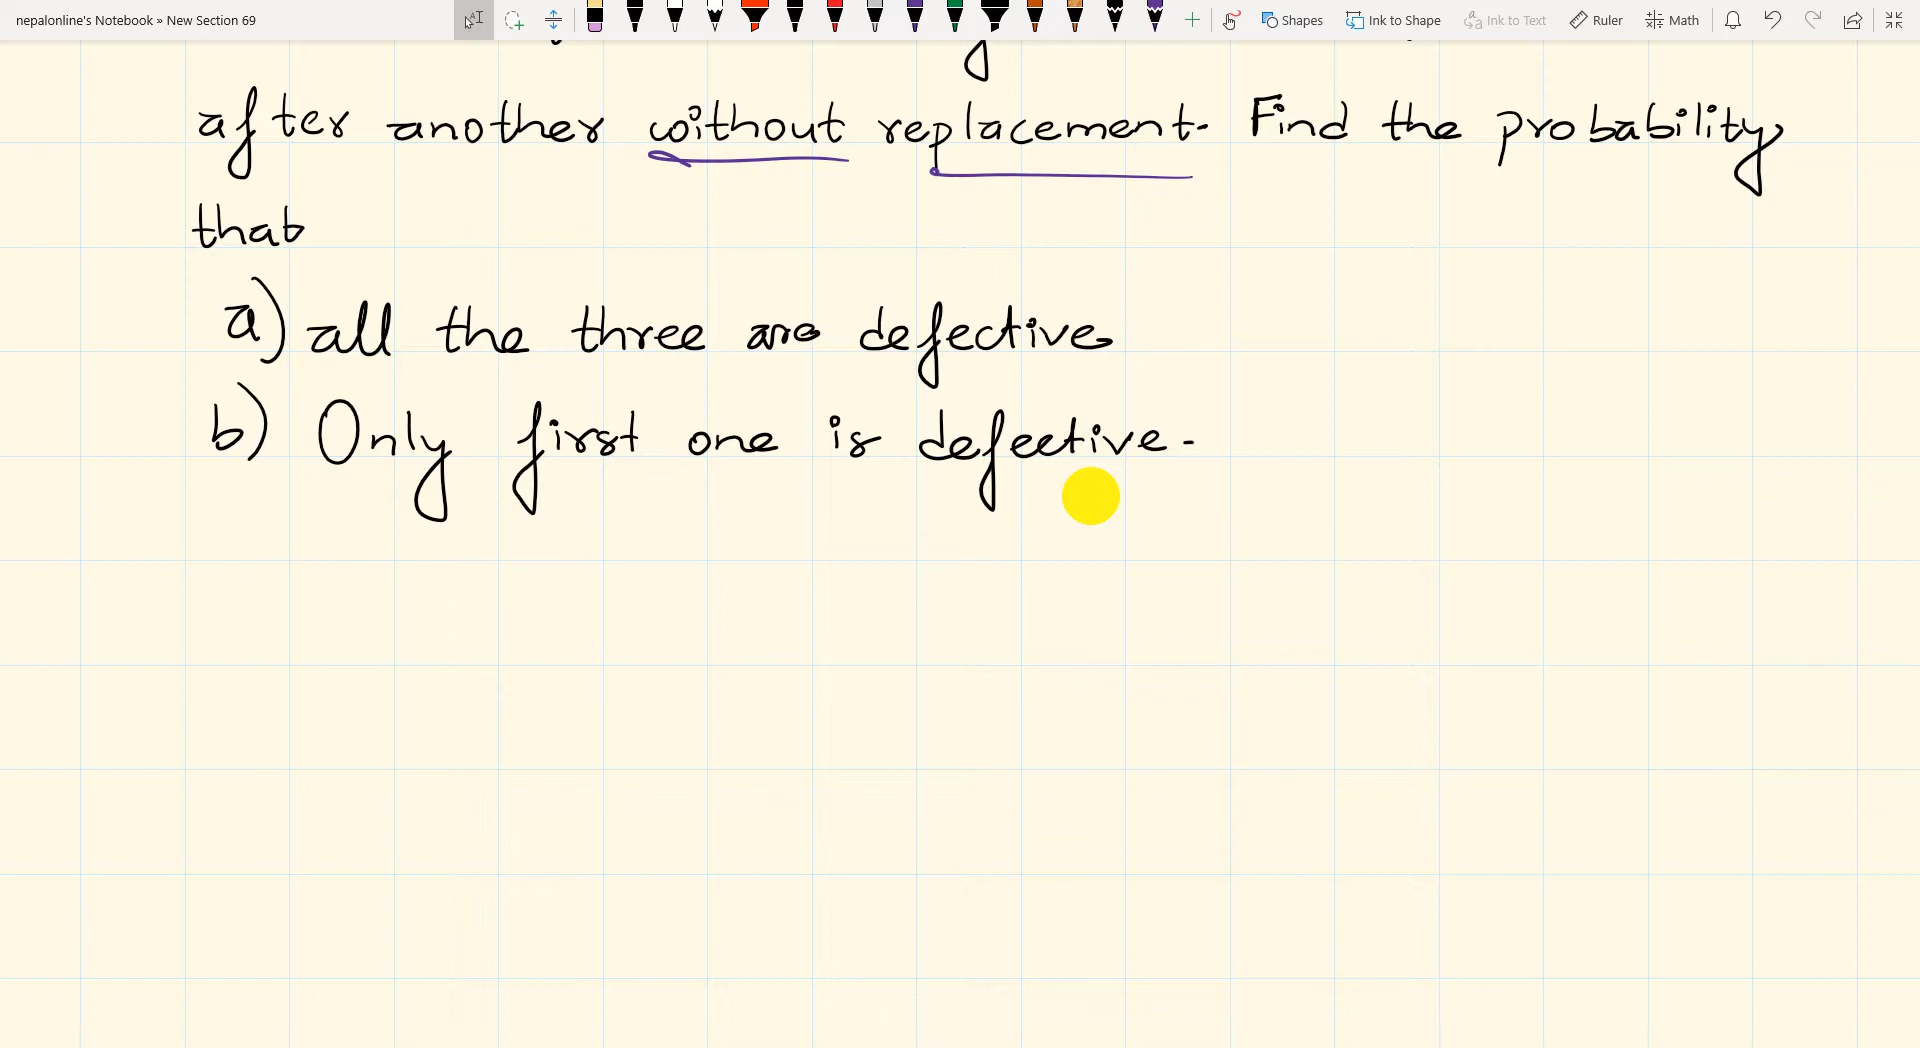 nepalonline's Notebook » New Section 69
Shapes Ink to Shape Ink to Text Ruler Math
after another without replacement. Find the probability
that
a) all the three are defective
b) Only first one is defective.